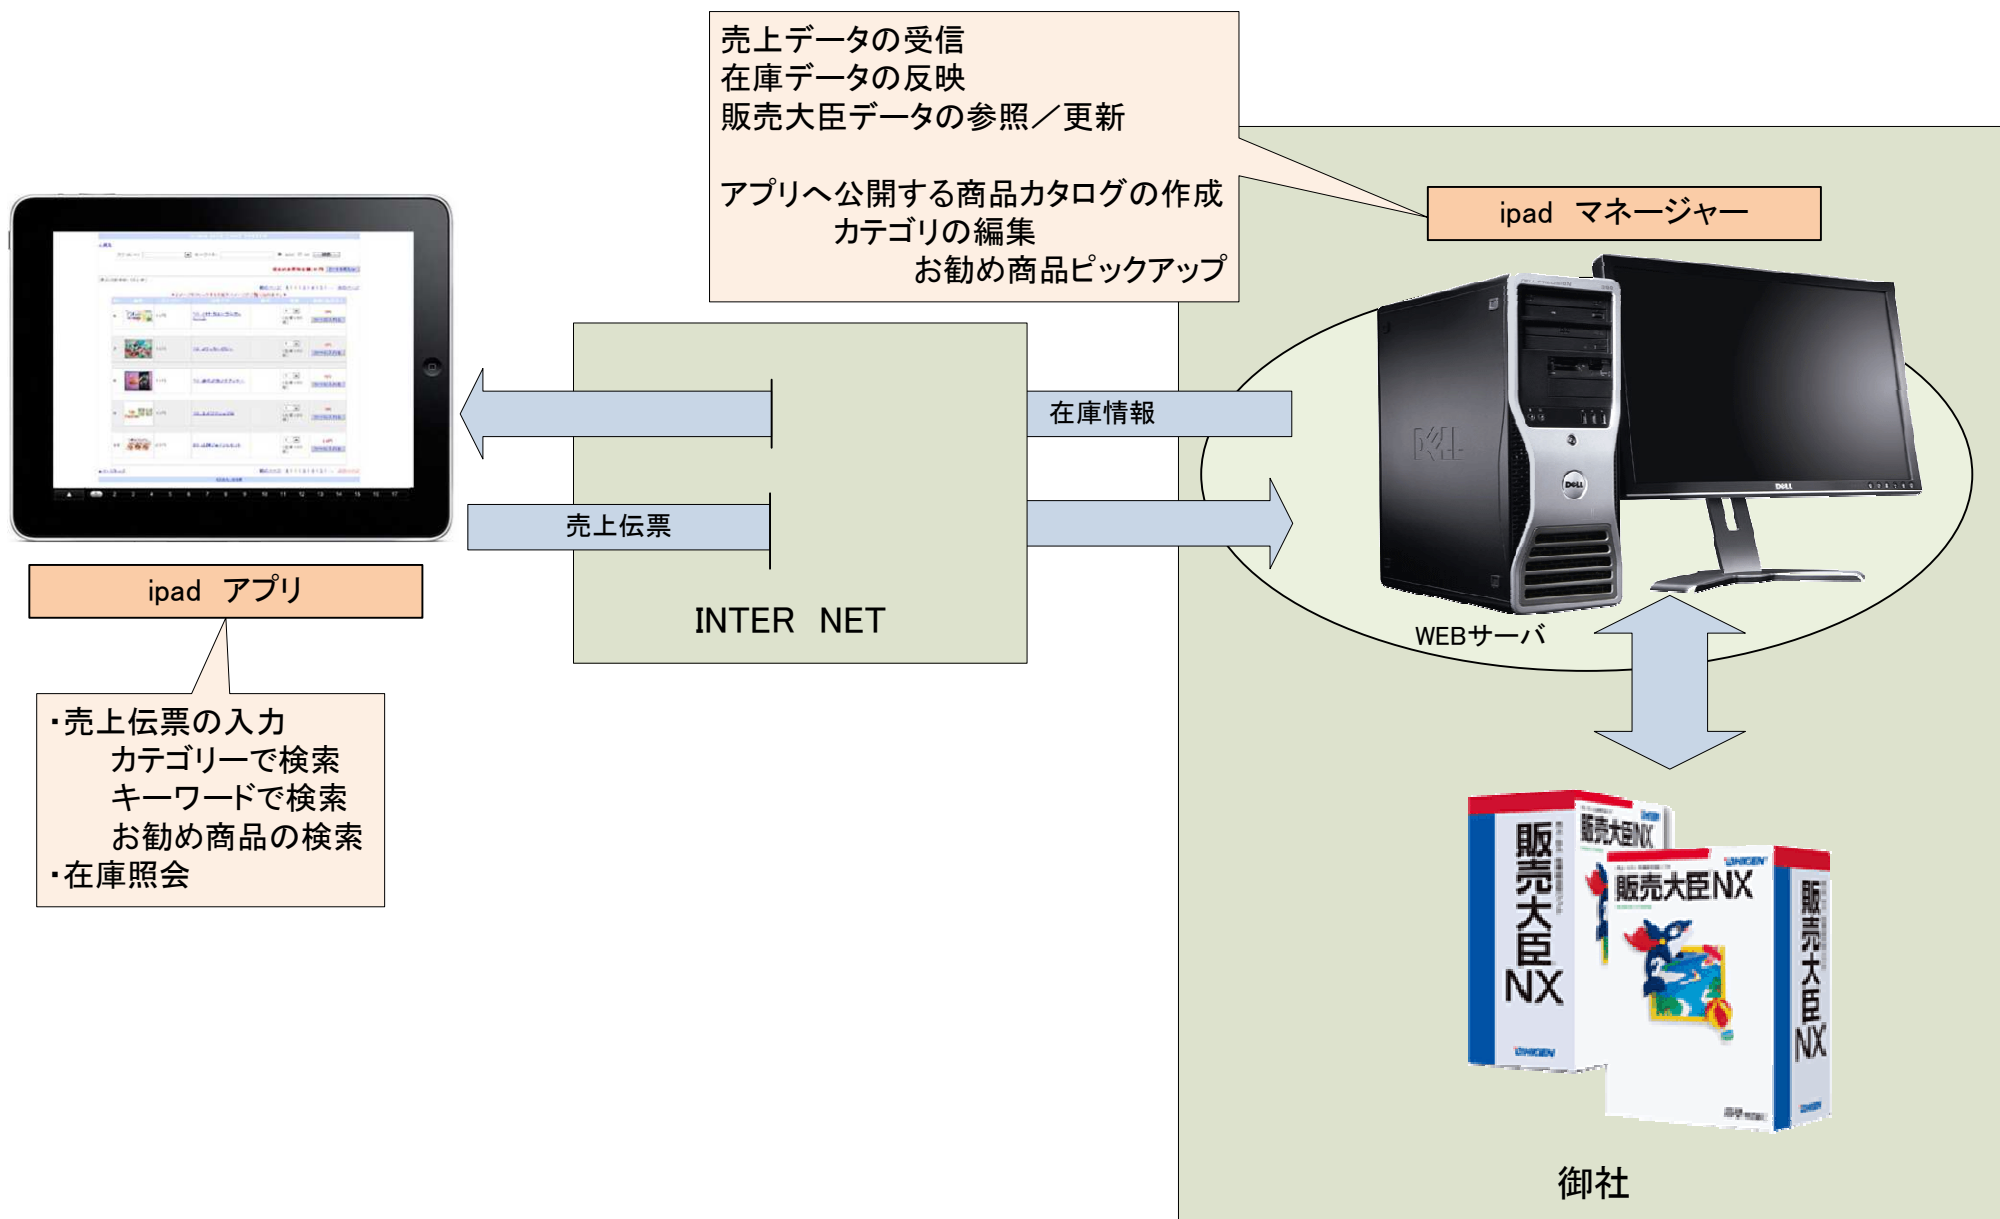 売上データの受信
在庫データの反映
販売大臣データの参照／更新
アプリへ公開する商品カタログの作成
カテゴリの編集
お勧め商品ピックアップ
ipad マネージャー
在庫情報
売上伝票
INTER NET
ipad アプリ
・売上伝票の入力
カテゴリーで検索
キーワードで検索
お勧め商品の検索
・在庫照会
DELL
DELL
DELL
WEBサーバ
販売大臣NX
販売大臣NX
販売大臣NX
販売大臣NX
御社